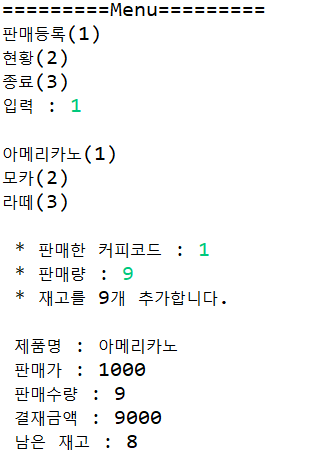 =========Menu=========
판매등록(1)
현황(2)
종료(3)
입력 : 1
아메리카노(1)
모카(2)
라떼(3)
* 판매한 커피코드 : 1
* 판매량 : 9
* 재고를 9개 추가합니다.
제품명 : 아메리카노
판매가 : 1000
판매수량 : 9
결재금액 : 9000
남은 재고 : 8